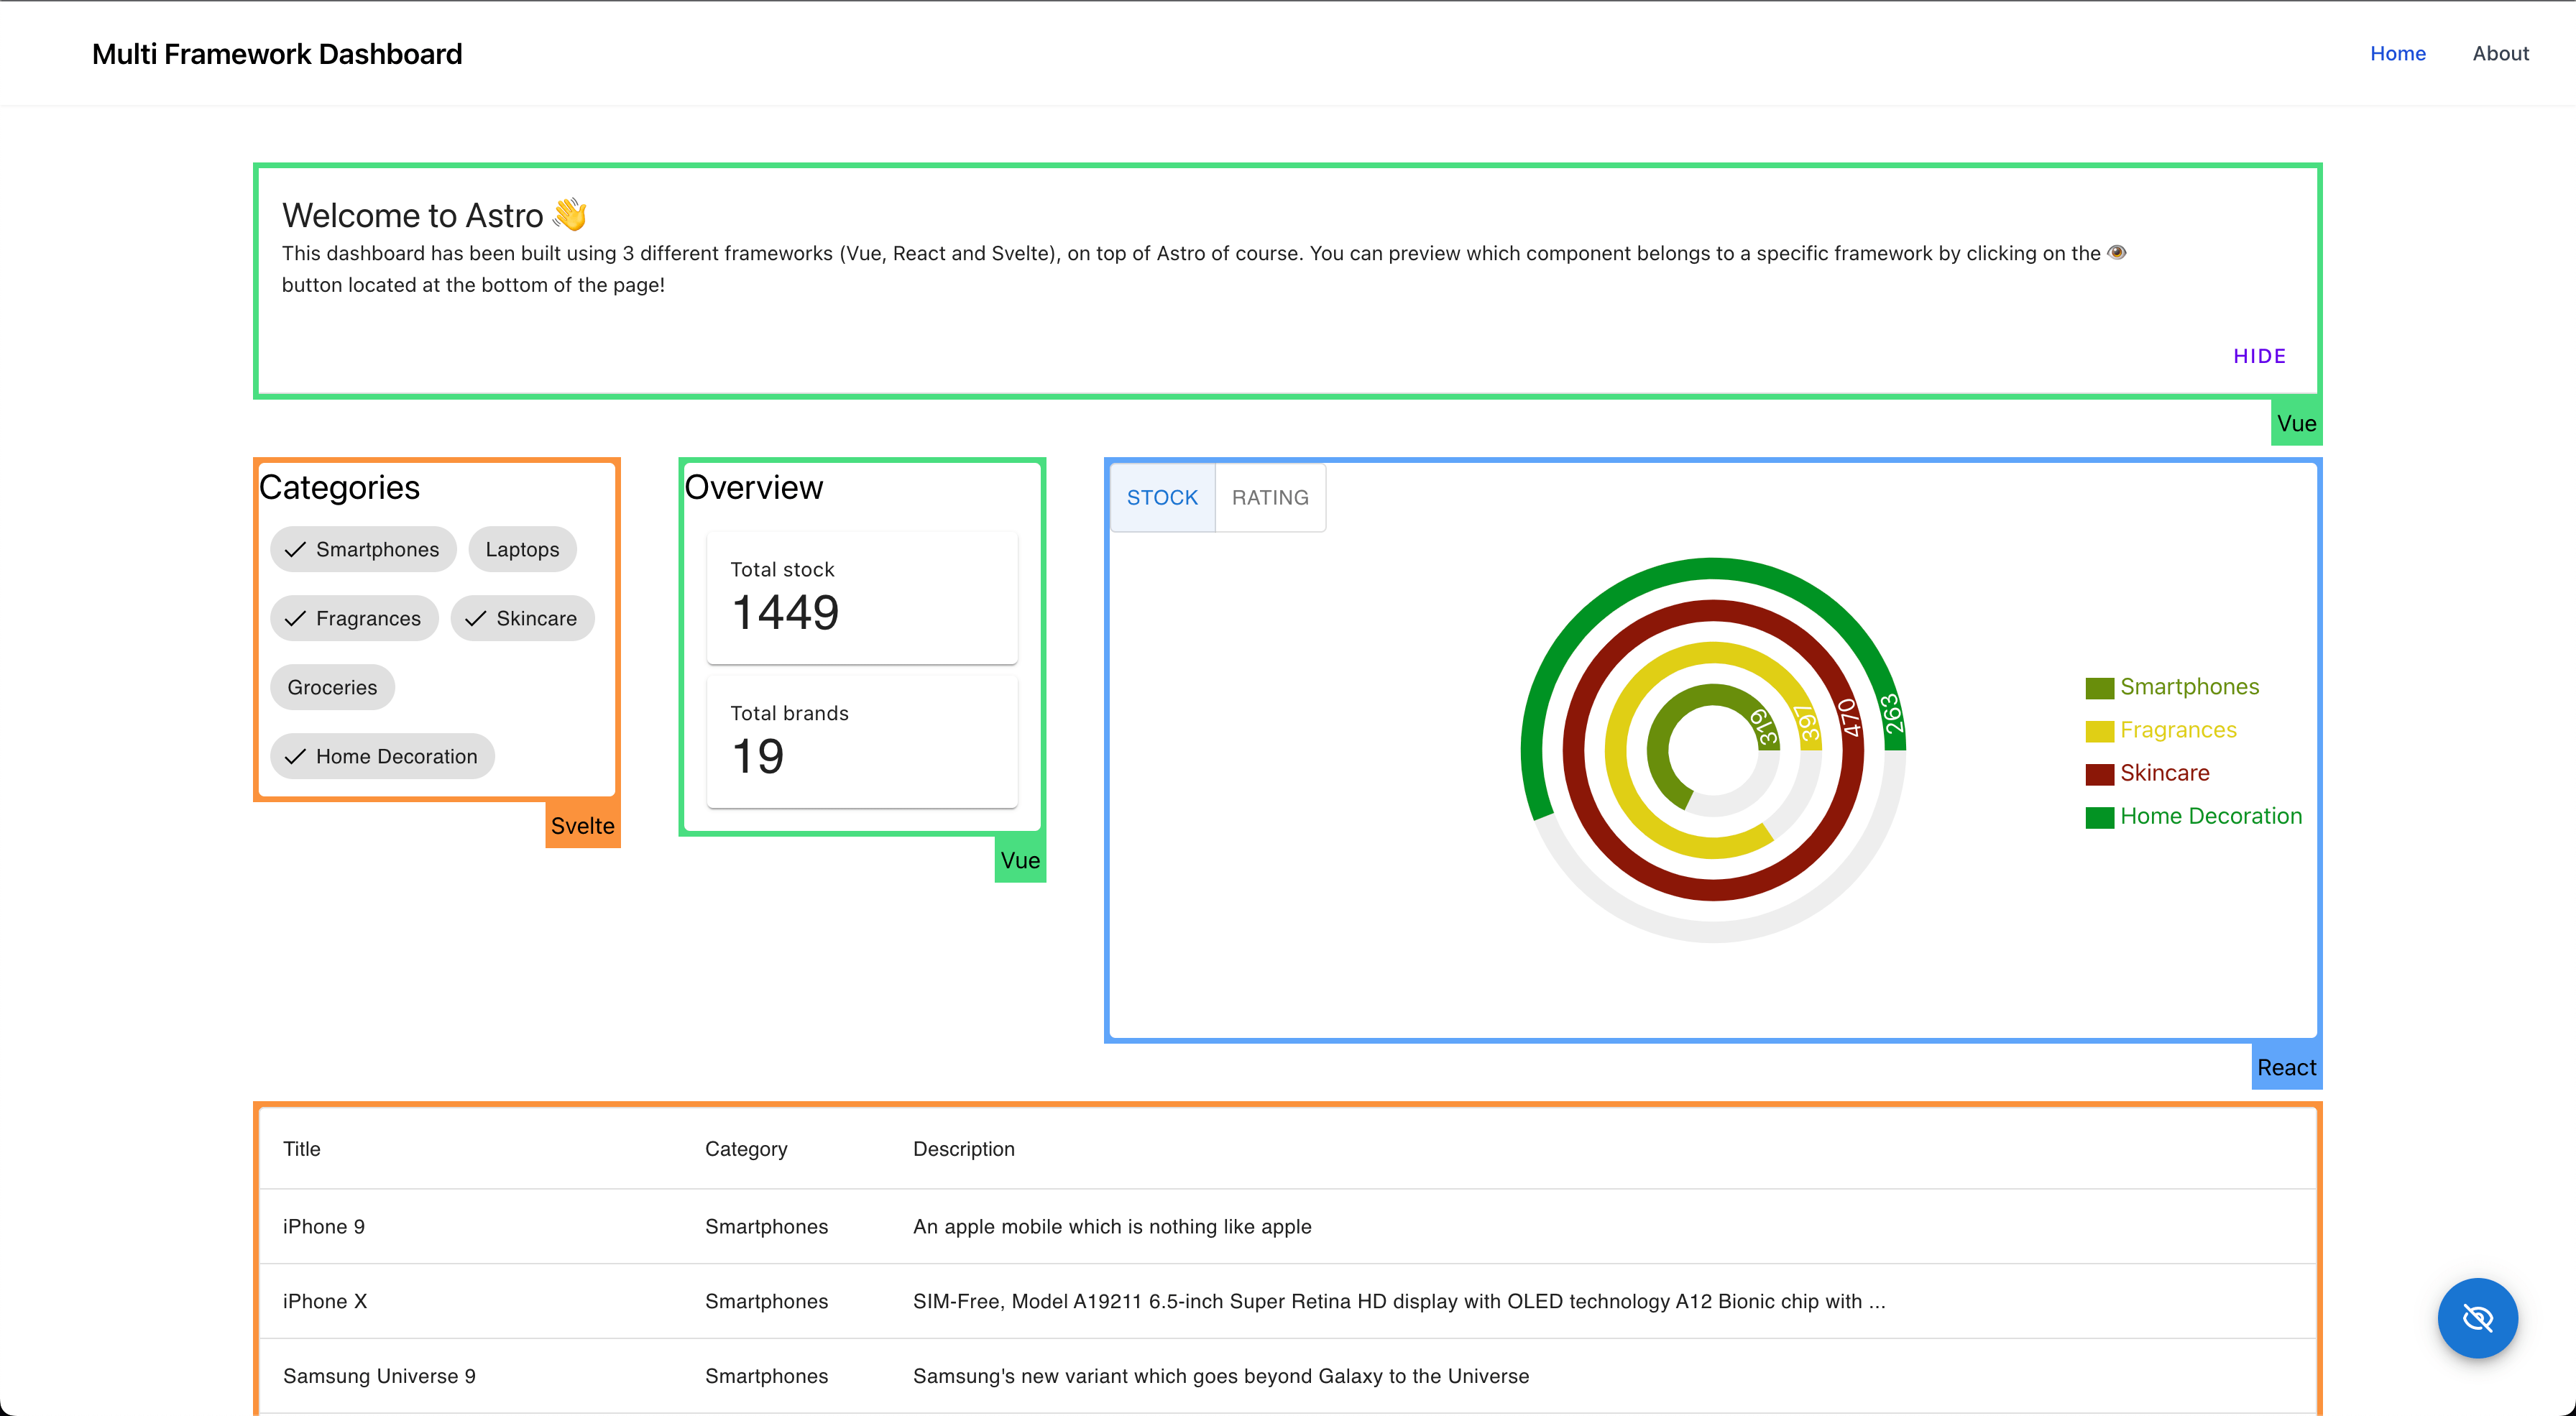 Multi Framework Dashboard
Home
About
Welcome to Astro 👋
This dashboard has been built using 3 different frameworks (Vue, React and Svelte), on top of Astro of course. You can preview which component belongs to a specific framework by clicking on the 👁️
button located at the bottom of the page!
HIDE
Vue
Categories
Smartphones
Laptops
Fragrances
Skincare
Groceries
Home Decoration
Svelte
Overview
Total stock
1449
Total brands
19
Vue
STOCK
RATING
319
397
470
263
Smartphones
Fragrances
Skincare
Home Decoration
React
Title Category Description
iPhone 9 Smartphones An apple mobile which is nothing like apple
iPhone X Smartphones SIM-Free, Model A19211 6.5-inch Super Retina HD display with OLED technology A12 Bionic chip with ...
Samsung Universe 9 Smartphones Samsung's new variant which goes beyond Galaxy to the Universe